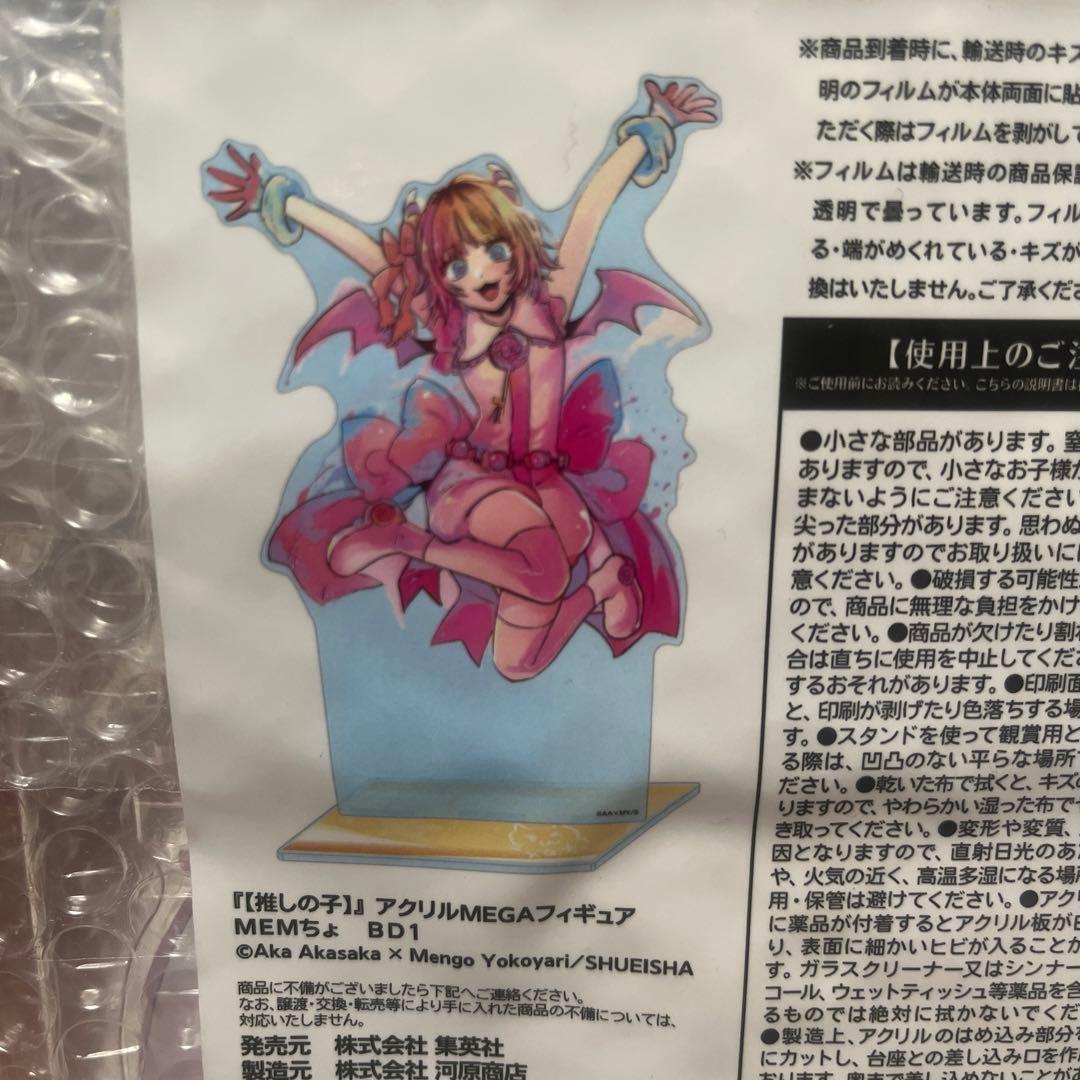 ※商品到着時に、輸送時のキズ
明のフィルムが本体両面に貼
ただく際はフィルムを剥がして
※フィルムは輸送時の商品保護
透明で曇っています。フィル
る・端がめくれている・キズが
換はいたしません。ご了承くださ
【使用上のご注
※ご使用前にお読みください。こちらの説明書は
●小さな部品があります。窒
ありますので、小さなお子様が
まないようにご注意ください
尖った部分があります。思わぬ
がありますのでお取り扱いに
意ください。●破損する可能性
ので、商品に無理な負担をかけ
ください。●商品が欠けたり割れ
合は直ちに使用を中止してくださ
するおそれがあります。●印刷面
と、印刷が剥げたり色落ちする場
す。●スタンドを使って観賞用と
る際は、凹凸のない平らな場所
ださい。●乾いた布で拭くと、キズの
りますので、やわらかい湿った布で
き取ってください。●変形や変質、
因となりますので、直射日光のあ
や、火気の近く、高温多湿になる場所
用・保管は避けてください。●アクリ
に薬品が付着するとアクリル板が白
り、表面に細かいヒビが入ることが
す。ガラスクリーナー又はシンナー
コール、ウェットティッシュ等薬品を含
るものでは絶対に拭かないでくだ
●製造上、アクリルのはめ込み部分を
にカットし、台座との差し込み口を作
おります。奥まで差し込めないことがあ
©AA×MY/S
『【推しの子】』アクリルMEGAフィギュア
MEMちょ BD1
©Aka Akasaka × Mengo Yokoyari/SHUEISHA
商品に不備がございましたら下記へご連絡ください。
なお、譲渡・交換・転売等により手に入れた商品の不備については、
対応いたしません。
発売元 株式会社 集英社
製造元 株式会社 河原商店